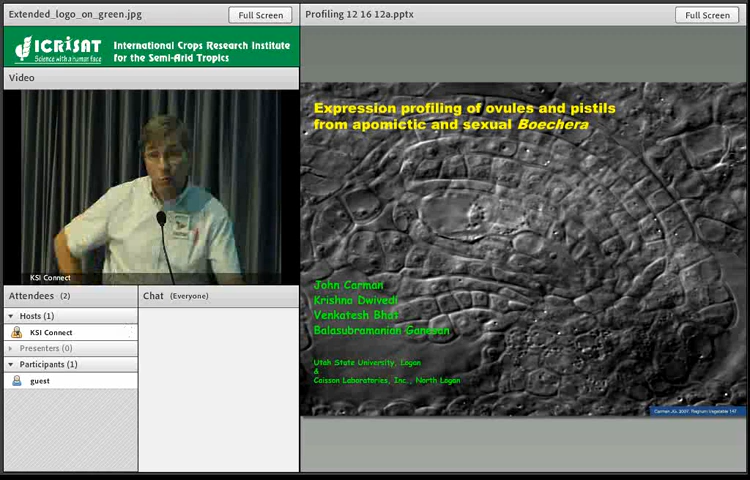 Extended_logo_on_green.jpg
Full Screen
ICRISAT
Science with a human face
International Crops Research Institute
for the Semi-Arid Tropics
Video
KSI Connect
Attendees (2)
Hosts (1)
KSI Connect
Presenters (0)
Participants (1)
guest
Chat (Everyone)
Profiling 12 16 12a.pptx
Full Screen
Expression profiling of ovules and pistils
from apomictic and sexual Boechera
John Carman
Krishna Dwivedi
Venkatesh Bhat
Balasubramanian Ganesan
Utah State University, Logan
&
Caisson Laboratories, Inc., North Logan
Carman JG, 2007